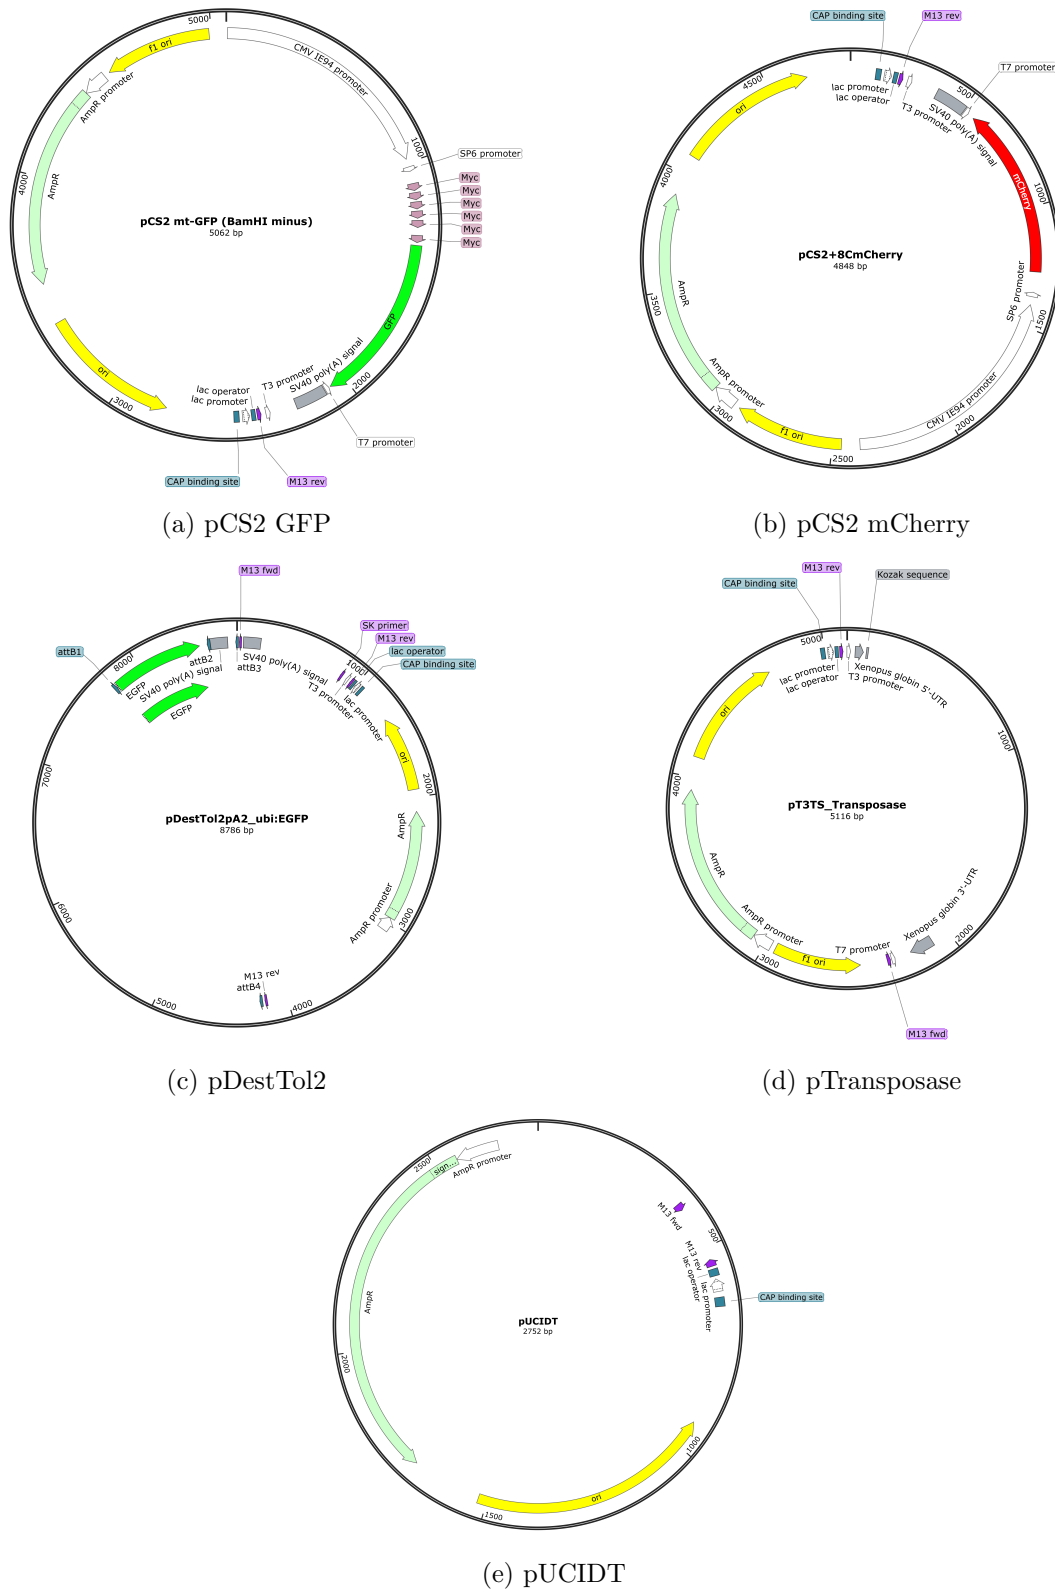 5000
f1 ori
CMV IE94 promoter
AmpR promoter
1000
SP6 promoter
4000
AmpR
Myc
Myc
Myc
Myc
Myc
Myc
pCS2 mt-GFP (BamHI minus)
5062 bp
GFP
ori
SV40 poly(A) signal
T3 promoter
lac operator
lac promoter
2000
3000
T7 promoter
CAP binding site
M13 rev
(a) pCS2 GFP
CAP binding site
M13 rev
T7 promoter
4500
ori
lac promoter
lac operator
T3 promoter
500
SV40 poly(A) signal
4000
mCherry
1000
pCS2+8CmCherry
4848 bp
AmpR
3500
SP6 promoter
1500
AmpR promoter
3000
f1 ori
CMV IE94 promoter
2000
2500
(b) pCS2 mCherry
M13 fwd
SK primer
M13 rev
lac operator
CAP binding site
attB1
8000
EGFP
attB2
SV40 poly(A) signal
EGFP
attB3
SV40 poly(A) signal
1000
T3 promoter
lac promoter
ori
7000
2000
pDestTol2pA2_ubi:EGFP
8786 bp
AmpR
AmpR promoter
3000
6000
M13 rev
attB4
5000
4000
(c) pDestTol2
M13 rev
CAP binding site
Kozak sequence
5000
lac promoter
lac operator
Xenopus globin 5'-UTR
T3 promoter
ori
1000
4000
pT3TS_Transposase
5116 bp
AmpR
AmpR promoter
3000
f1 ori
T7 promoter
Xenopus globin 3'-UTR
2000
M13 fwd
(d) pTransposase
2500
sign...
AmpR promoter
M13 fwd
500
M13 rev
lac operator
lac promoter
CAP binding site
AmpR
pUCIDT
2752 bp
2000
1000
ori
1500
(e) pUCIDT